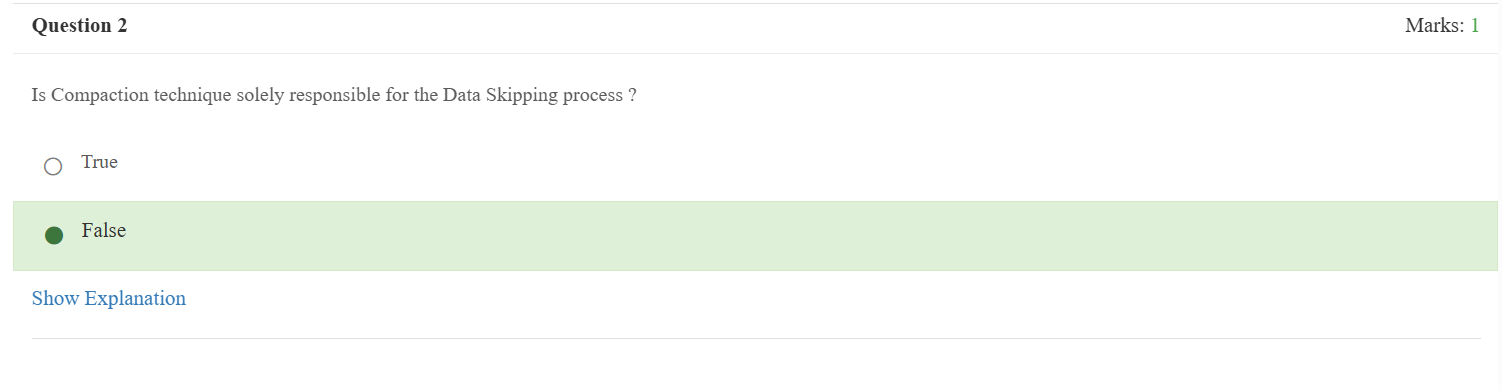 Question 2
Marks: 1
Is Compaction technique solely responsible for the Data Skipping process ?
True
False
Show Explanation